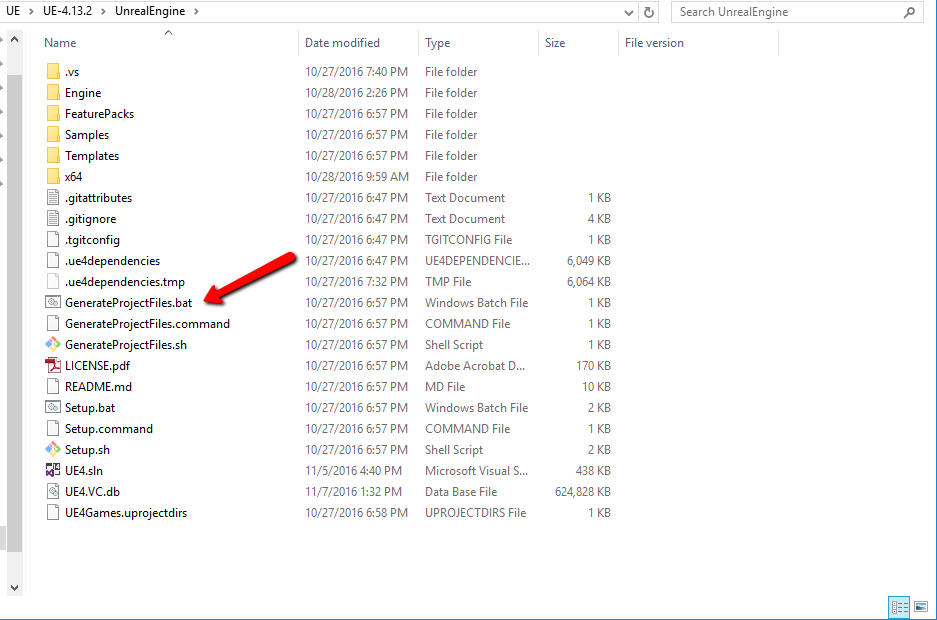 UE > UE-4.13.2 > UnrealEngine >
Search UnrealEngine
Name Date modified Type Size File version
.vs 10/27/2016 7:40 PM File folder
Engine 10/28/2016 2:26 PM File folder
FeaturePacks 10/27/2016 6:57 PM File folder
Samples 10/27/2016 6:57 PM File folder
Templates 10/27/2016 6:57 PM File folder
x64 10/28/2016 9:59 AM File folder
.gitattributes 10/27/2016 6:47 PM Text Document 1 KB
.gitignore 10/27/2016 6:47 PM Text Document 4 KB
.tgitconfig 10/27/2016 6:47 PM TGITCONFIG File 1 KB
.ue4dependencies 10/27/2016 6:47 PM UE4DEPENDENCIE... 6,049 KB
.ue4dependencies.tmp 10/27/2016 7:32 PM TMP File 6,064 KB
GenerateProjectFiles.bat 10/27/2016 6:57 PM Windows Batch File 1 KB
GenerateProjectFiles.command 10/27/2016 6:57 PM COMMAND File 1 KB
GenerateProjectFiles.sh 10/27/2016 6:57 PM Shell Script 1 KB
LICENSE.pdf 10/27/2016 6:57 PM Adobe Acrobat D... 170 KB
README.md 10/27/2016 6:57 PM MD File 10 KB
Setup.bat 10/27/2016 6:57 PM Windows Batch File 2 KB
Setup.command 10/27/2016 6:57 PM COMMAND File 1 KB
Setup.sh 10/27/2016 6:57 PM Shell Script 2 KB
UE4.sln 11/5/2016 4:40 PM Microsoft Visual S... 438 KB
UE4.VC.db 11/7/2016 1:32 PM Data Base File 624,828 KB
UE4Games.uprojectdirs 10/27/2016 6:58 PM UPROJECTDIRS File 1 KB